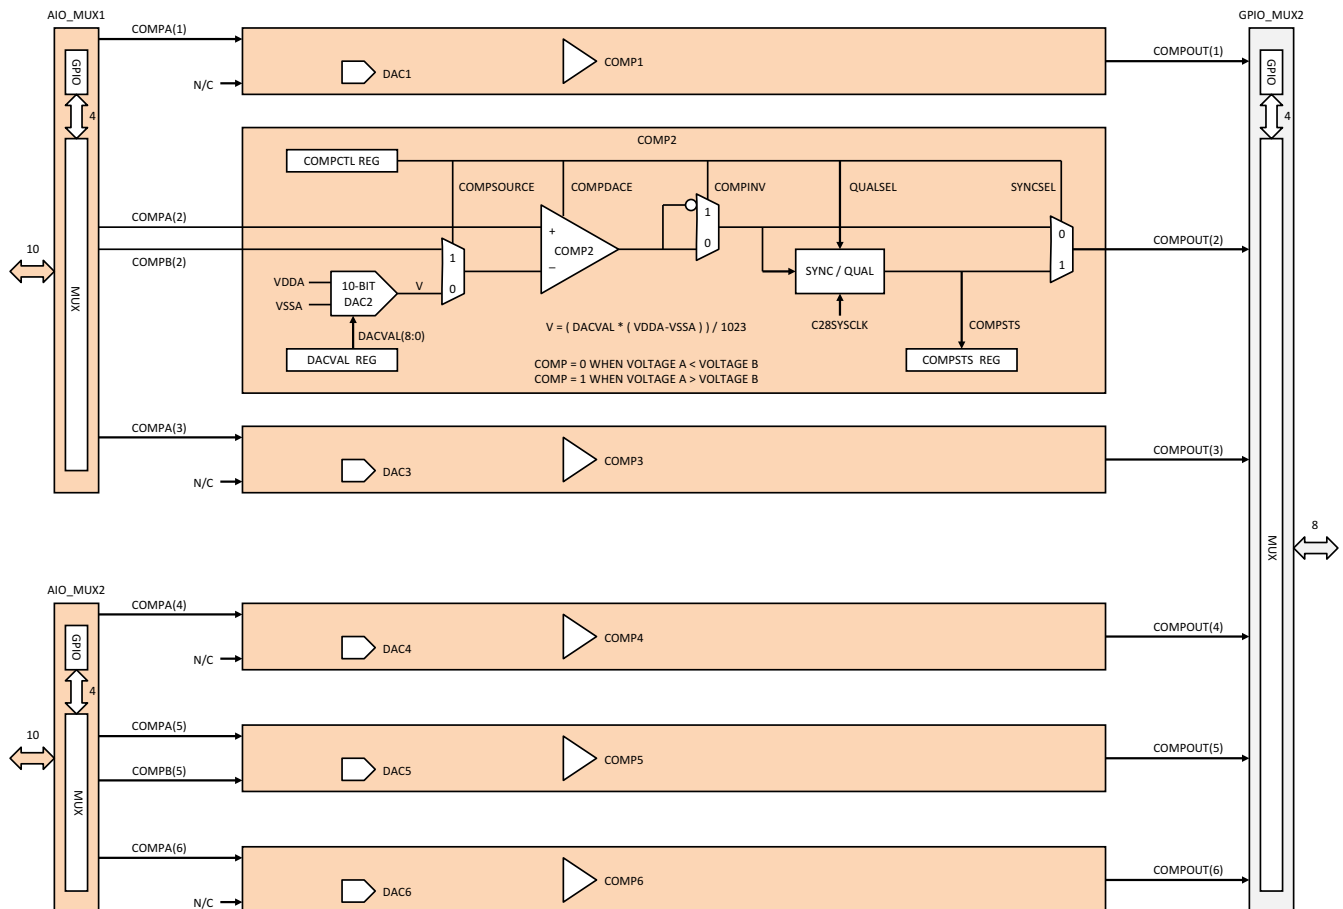 AIO_MUX1
GPIO_MUX2
COMPA(1)
GPIO
4
N/C
DAC1
COMP1
COMPOUT(1)
GPIO
4
COMP2
COMPCTL REG
COMPSOURCE
COMPDACE
COMPINV
QUALSEL
SYNCSEL
COMPA(2)
10
COMPB(2)
MUX
VDDA
VSSA
10-BIT
DAC2
V
1
0
+
COMP2
–
1
0
SYNC / QUAL
0
1
COMPOUT(2)
DACVAL(8:0)
DACVAL REG
V = ( DACVAL * ( VDDA-VSSA ) ) / 1023
C28SYSCLK
COMPSTS
COMPSTS REG
COMP = 0 WHEN VOLTAGE A < VOLTAGE B
COMP = 1 WHEN VOLTAGE A > VOLTAGE B
COMPA(3)
N/C
DAC3
COMP3
COMPOUT(3)
MUX
8
AIO_MUX2
COMPA(4)
GPIO
4
N/C
DAC4
COMP4
COMPOUT(4)
COMPA(5)
10
COMPB(5)
MUX
DAC5
COMP5
COMPOUT(5)
COMPA(6)
N/C
DAC6
COMP6
COMPOUT(6)